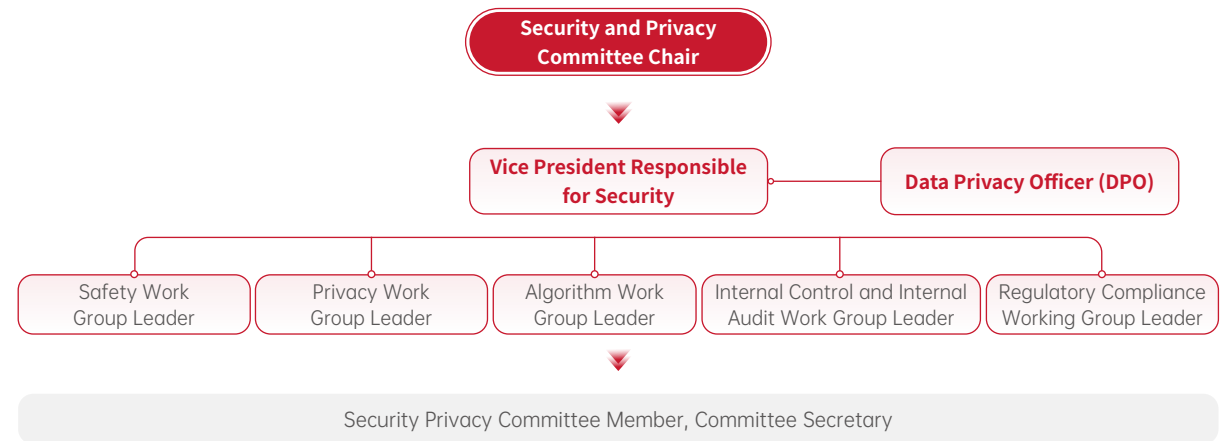 Security and Privacy
Committee Chair
Vice President Responsible
for Security
Data Privacy Officer (DPO)
Safety Work
Group Leader
Privacy Work
Group Leader
Algorithm Work
Group Leader
Internal Control and Internal
Audit Work Group Leader
Regulatory Compliance
Working Group Leader
Security Privacy Committee Member, Committee Secretary